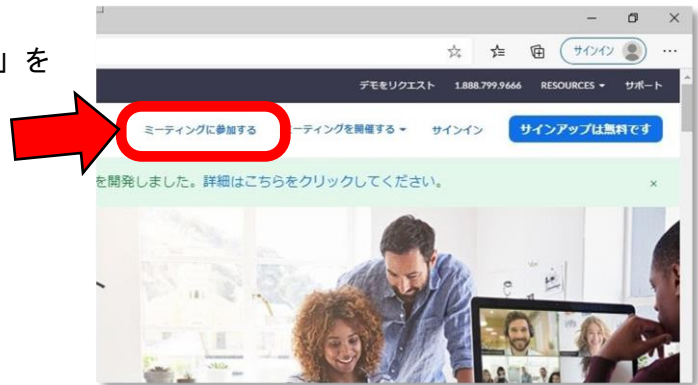 」を
サインイン
デモをリクエスト 1.888.799.9666 RESOURCES サポート
ミーティングに参加する ーティングを開催する サインイン サインアップは無料です
を開発しました。詳細はこちらをクリックしてください。 ×